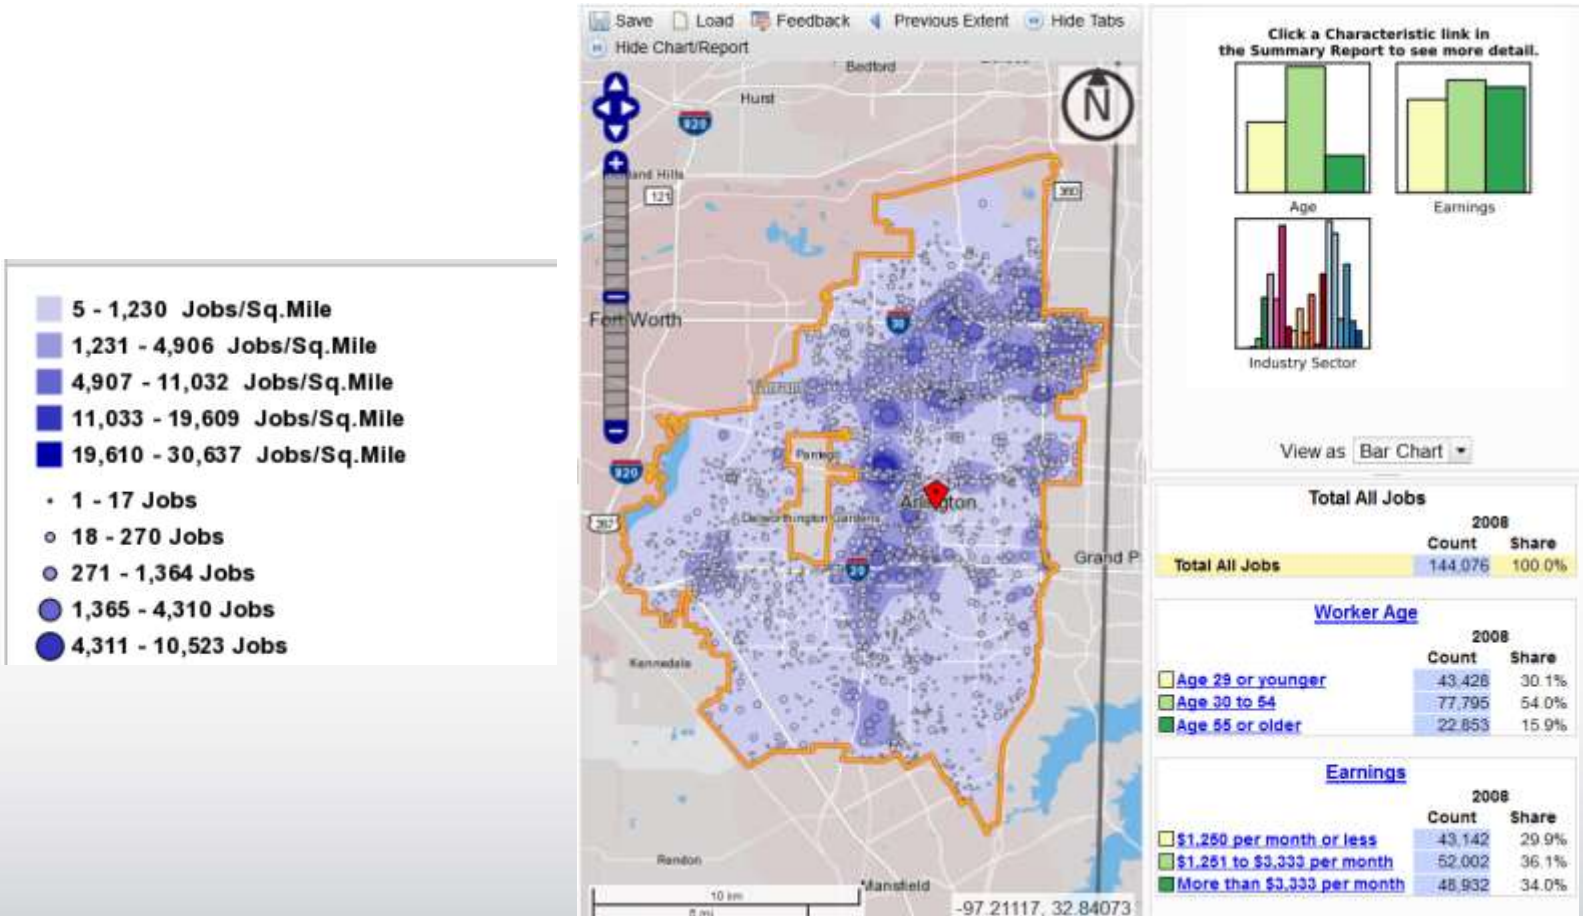 5 - 1,230 Jobs/Sq.Mile
1,231 - 4,906 Jobs/Sq.Mile
4,907 - 11,032 Jobs/Sq.Mile
11,033 - 19,609 Jobs/Sq.Mile
19,610 - 30,637 Jobs/Sq.Mile
1 - 17 Jobs
18 - 270 Jobs
271 - 1,364 Jobs
1,365 - 4,310 Jobs
4,311 - 10,523 Jobs
Save Load Feedback Previous Extent Hide Tabs
Hide Chart/Report
Bedford
Hurst
N
820
land Hills
121
360
Fort Worth
30
Pantego
820
Arlington
Dalworthington Gardens
287
Grand P
20
Kennedale
Rendon
Mansfield
10 km
-97.21117, 32.84073
Click a Characteristic link in
the Summary Report to see more detail.
Age Earnings
Industry Sector
View as Bar Chart
Total All Jobs
2008
Count Share
Total All Jobs 144,076 100.0%
Worker Age
2008
Count Share
Age 29 or younger 43,428 30.1%
Age 30 to 54 77,795 54.0%
Age 55 or older 22,853 15.9%
Earnings
2008
Count Share
$1,250 per month or less 43,142 29.9%
$1,251 to $3,333 per month 52,002 36.1%
More than $3,333 per month 48,932 34.0%